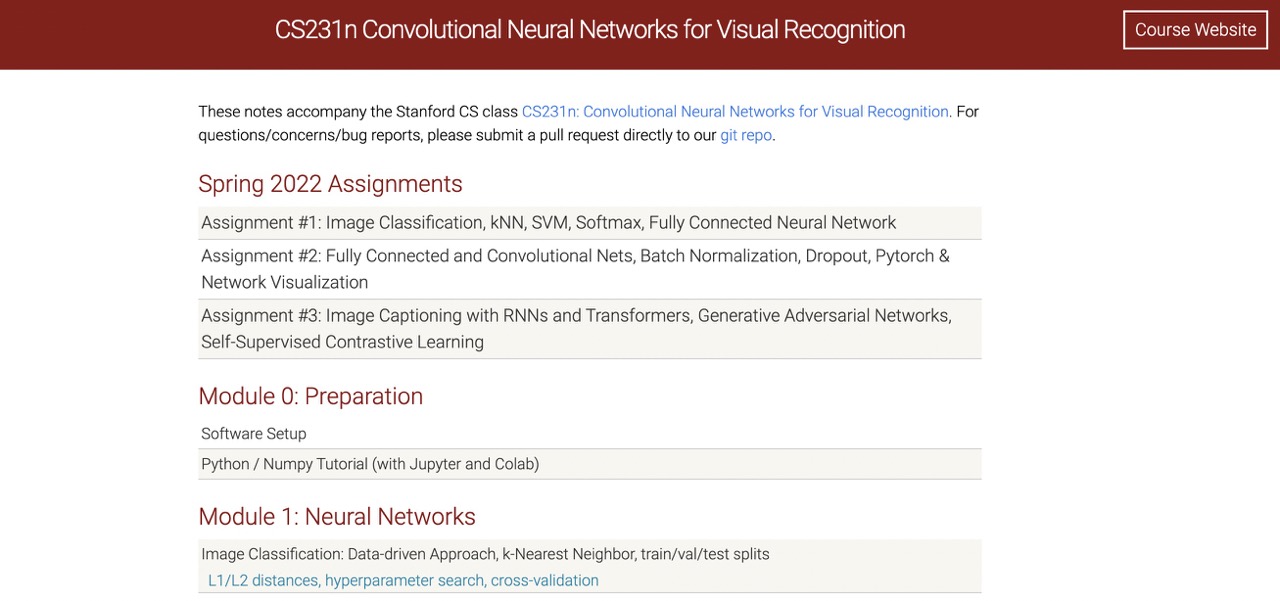 CS231n Convolutional Neural Networks for Visual Recognition
Course Website
These notes accompany the Stanford CS class CS231n: Convolutional Neural Networks for Visual Recognition. For
questions/concerns/bug reports, please submit a pull request directly to our git repo.
Spring 2022 Assignments
Assignment #1: Image Classification, kNN, SVM, Softmax, Fully Connected Neural Network
Assignment #2: Fully Connected and Convolutional Nets, Batch Normalization, Dropout, Pytorch &
Network Visualization
Assignment #3: Image Captioning with RNNs and Transformers, Generative Adversarial Networks,
Self-Supervised Contrastive Learning
Module 0: Preparation
Software Setup
Python / Numpy Tutorial (with Jupyter and Colab)
Module 1: Neural Networks
Image Classification: Data-driven Approach, k-Nearest Neighbor, train/val/test splits
L1/L2 distances, hyperparameter search, cross-validation